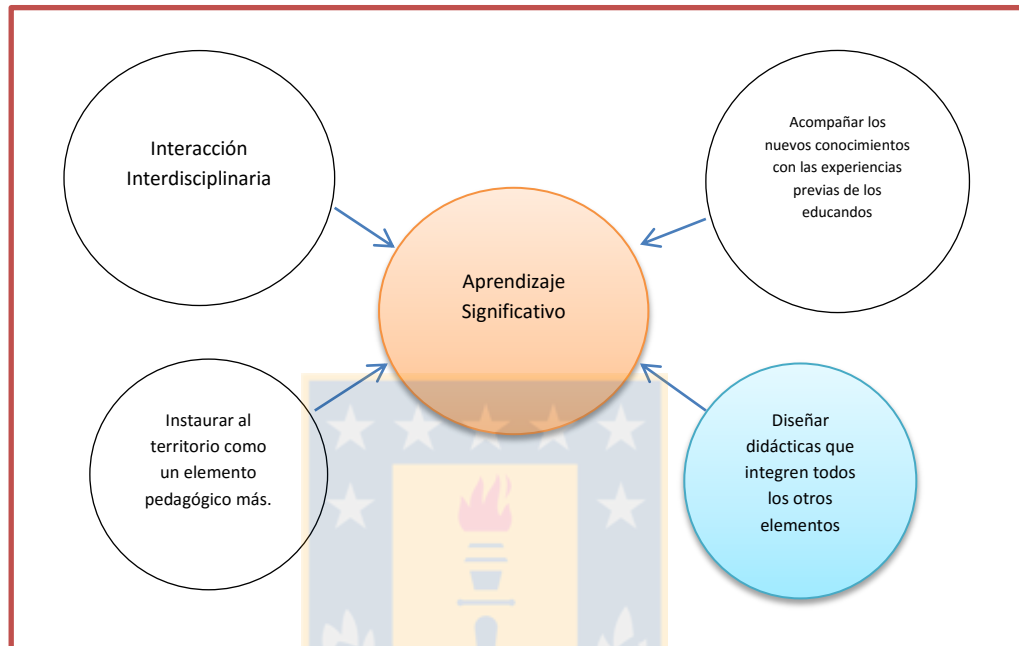 Interacción
Interdisciplinaria
Acompañar los
nuevos conocimientos
con las experiencias
previas de los
educandos
Aprendizaje
Significativo
Instaurar al
territorio como
un elemento
pedagógico más.
Diseñar
didácticas que
integren todos
los otros
elementos